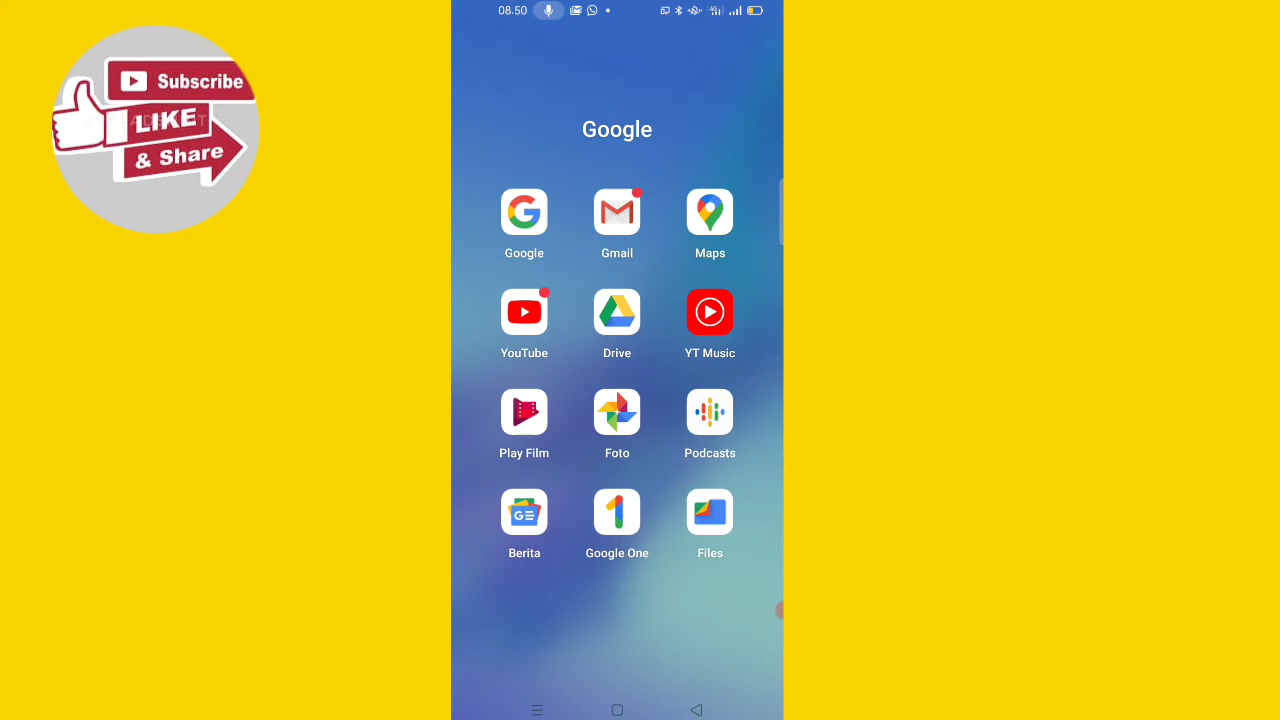 08.50
Subscribe
LIKE
& Share
Google
Google Gmail Maps
YouTube Drive YT Music
Play Film Foto Podcasts
Berita Google One Files